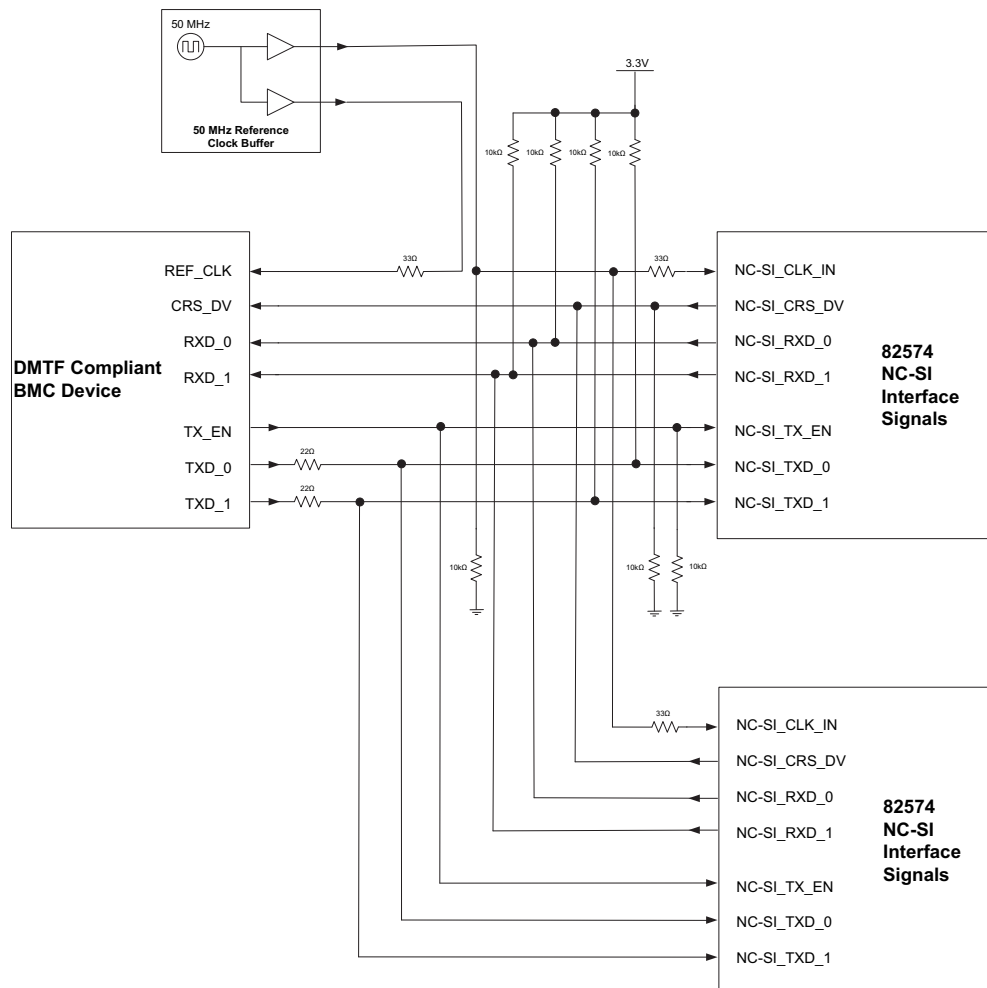 50 MHz
50 MHz Reference
Clock Buffer
3.3V
10kΩ
10kΩ
10kΩ
10kΩ
DMTF Compliant
BMC Device
REF_CLK
CRS_DV
RXD_0
RXD_1
TX_EN
TXD_0
TXD_1
33Ω
33Ω
22Ω
22Ω
NC-SI_CLK_IN
NC-SI_CRS_DV
NC-SI_RXD_0
NC-SI_RXD_1
NC-SI_TX_EN
NC-SI_TXD_0
NC-SI_TXD_1
82574
NC-SI
Interface
Signals
10kΩ
10kΩ
10kΩ
33Ω
NC-SI_CLK_IN
NC-SI_CRS_DV
NC-SI_RXD_0
NC-SI_RXD_1
NC-SI_TX_EN
NC-SI_TXD_0
NC-SI_TXD_1
82574
NC-SI
Interface
Signals